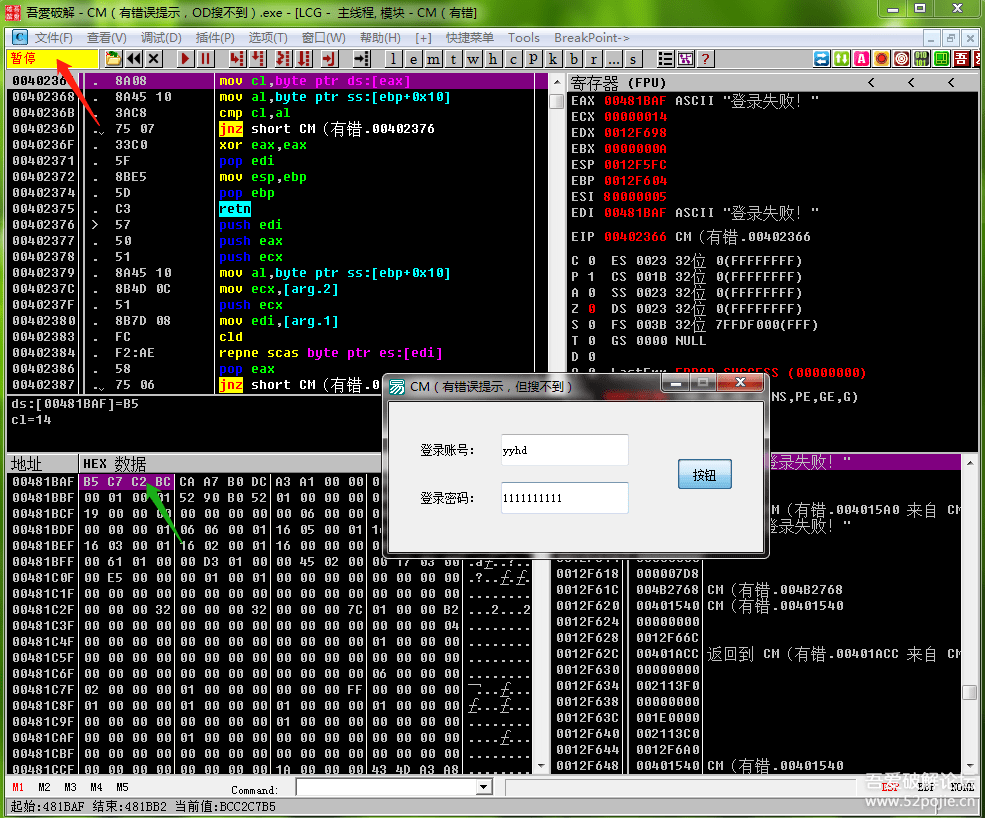 吾爱破解 - CM（有错误提示，OD搜不到）.exe - [LCG - 主线程, 模块 - CM（有错]
文件(F) 查看(V) 调试(D) 插件(P) 选项(T) 窗口(W) 帮助(H) [+] 快捷菜单 Tools BreakPoint->
暂停
l e m t w h c p k b r ... s
00402366 . 8A08 mov cl,byte ptr ds:[eax]
00402368 . 8A45 10 mov al,byte ptr ss:[ebp+0x10]
0040236B . 3AC8 cmp cl,al
0040236D .˅ 75 07 jnz short CM（有错.00402376
0040236F . 33C0 xor eax,eax
00402371 . 5F pop edi
00402372 . 8BE5 mov esp,ebp
00402374 . 5D pop ebp
00402375 . C3 retn
00402376 > 57 push edi
00402377 . 50 push eax
00402378 . 51 push ecx
00402379 . 8A45 10 mov al,byte ptr ss:[ebp+0x10]
0040237C . 8B4D 0C mov ecx,[arg.2]
0040237F . 51 push ecx
00402380 . 8B7D 08 mov edi,[arg.1]
00402383 . FC cld
00402384 . F2:AE repne scas byte ptr es:[edi]
00402386 . 58 pop eax
00402387 .˅ 75 06 jnz short CM（有错.0
ds:[00481BAF]=B5
cl=14
寄存器 (FPU) < < <
EAX 00481BAF ASCII "登录失败！"
ECX 00000014
EDX 0012F698
EBX 0000000A
ESP 0012F5FC
EBP 0012F604
ESI 80000005
EDI 00481BAF ASCII "登录失败！"
EIP 00402366 CM（有错.00402366
C 0 ES 0023 32位 0(FFFFFFFF)
P 1 CS 001B 32位 0(FFFFFFFF)
A 0 SS 0023 32位 0(FFFFFFFF)
Z 0 DS 0023 32位 0(FFFFFFFF)
S 0 FS 003B 32位 7FFDF000(FFF)
T 0 GS 0000 NULL
D 0
O 0 LastErr ERROR_SUCCESS (00000000)
NS,PE,GE,G)
CM（有错误提示，但搜不到）
登录账号： yyhd
登录密码： 1111111111
按钮
地址 HEX 数据
00481BAF B5 C7 C2 BC CA A7 B0 DC A3 A1 00 00
00481BBF 00 01 00 01 52 90 B0 52 01 00 00 00
00481BCF 19 00 00 00 00 00 00 00 00 06 00 00
00481BDF 00 00 00 01 06 06 00 01 16 05 00 01
00481BEF 16 03 00 01 16 02 00 01 16 00 00 00
00481BFF 00 61 01 00 00 D3 01 00 00 45 02 00 00 17 03 00
00481C0F 00 E5 00 00 00 01 00 01 00 00 00 00 00 00 00 00
00481C1F 00 00 00 00 00 00 00 00 00 00 00 00 00 00 00 00
00481C2F 00 00 00 32 00 00 00 32 00 00 00 7C 01 00 00 B2
00481C3F 00 00 00 00 00 00 00 00 00 00 00 00 00 00 00 04
00481C4F 00 00 00 00 00 00 00 00 00 00 00 00 01 00 00 00
00481C5F 00 00 00 00 00 00 00 00 00 00 00 00 00 00 00 00
00481C6F 00 00 00 00 00 00 00 00 00 00 00 00 06 00 00 00
00481C7F 02 00 00 00 01 00 00 00 00 00 00 FF 00 00 00 00
00481C8F 01 00 00 00 01 00 00 00 01 00 00 00 00 00 00 00
00481C9F 00 00 00 00 00 00 00 00 01 00 00 00 00 00 00 00
00481CAF 00 00 00 00 01 00 00 00 00 00 00 00 00 00 00 00
00481CBF 00 00 00 00 00 00 00 00 00 00 00 00 00 00 00 00
00481CCF 00 00 00 00 00 00 00 00 1A 00 00 00 43 4D A3 A8
登录失败！"
M（有错.004015A0 来自 CM
登录失败！"
0012F618 000007D8
0012F61C 004B2768 CM（有错.004B2768
0012F620 00401540 CM（有错.00401540
0012F624 00000000
0012F628 0012F66C
0012F62C 00401ACC 返回到 CM（有错.00401ACC 来自 CM
0012F630 00000000
0012F634 002113F0
0012F638 00000000
0012F63C 001E0000
0012F640 002113C0
0012F644 0012F6A0
0012F648 00401540 CM（有错.00401540
M1 M2 M3 M4 M5 Command: ESP EBP NONE
起始:481BAF 结束:481BB2 当前值:BCC2C7B5
吾爱破解论坛
www.52pojie.cn